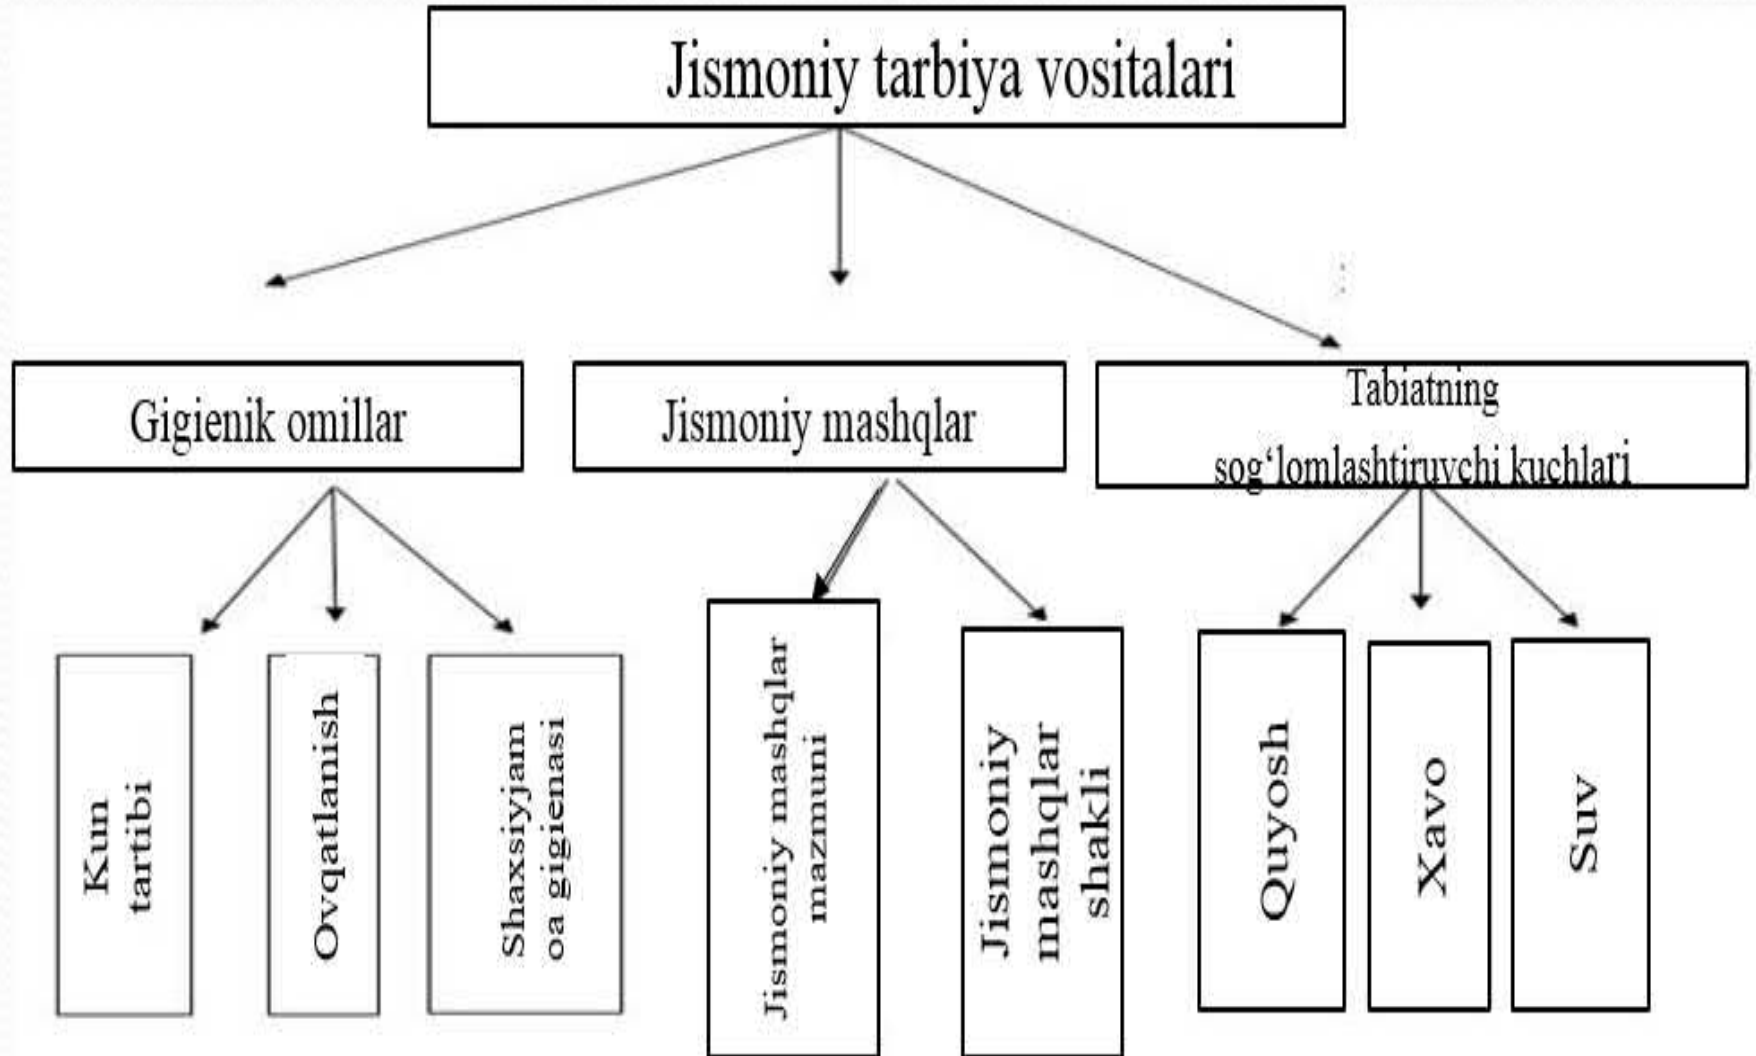 Jismoniy tarbiya vositalari
Gigienik omillar
Jismoniy mashqlar
Tabiatning
sog‘lomlashtiruvchi kuchlari
Kun
tartibi
Ovqatlanish
Shaxsiyjam
oa gigienasi
Jismoniy mashqlar
mazmuni
Jismoniy
mashqlar
shakli
Quyosh
Xavo
Suv